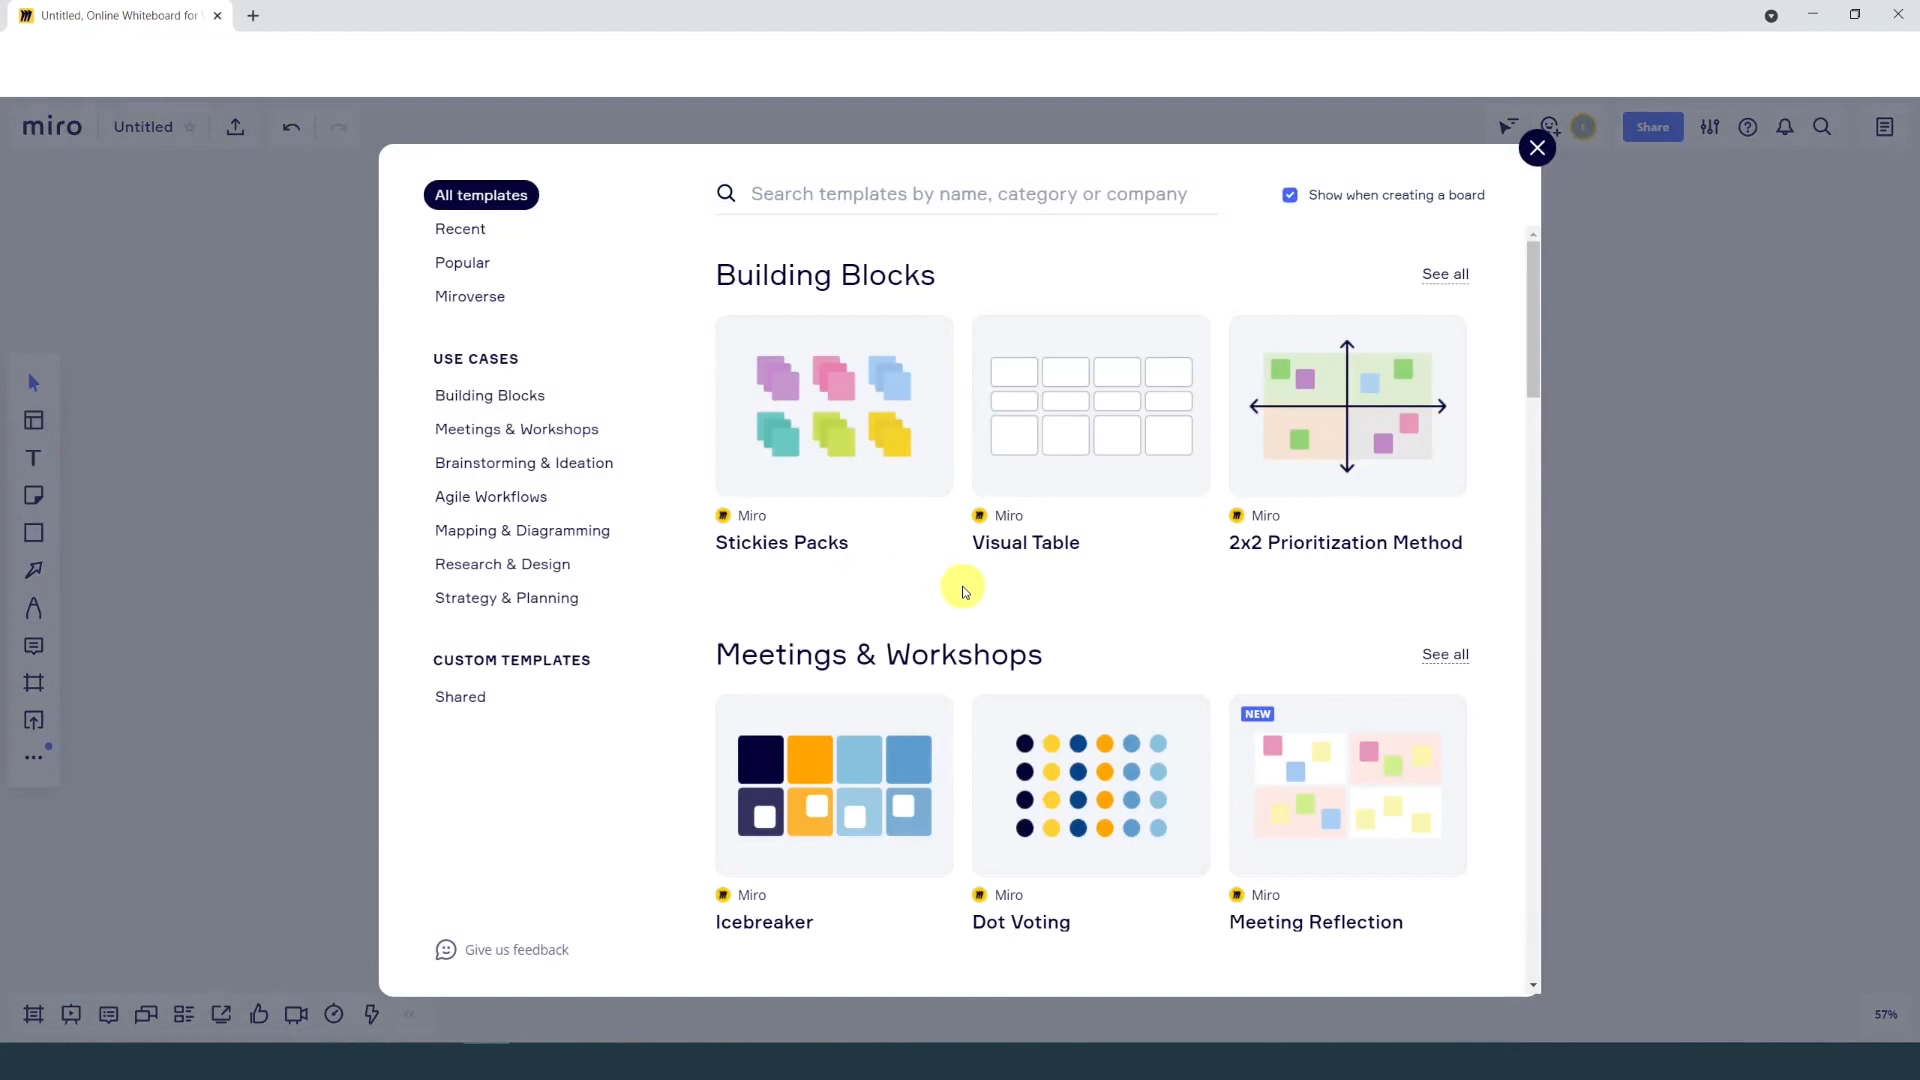 Untitled, Online Whiteboard for
miro
Untitled
Share
All templates
Recent
Popular
Miroverse
USE CASES
Building Blocks
Meetings & Workshops
Brainstorming & Ideation
Agile Workflows
Mapping & Diagramming
Research & Design
Strategy & Planning
CUSTOM TEMPLATES
Shared
Give us feedback
Search templates by name, category or company
Show when creating a board
Building Blocks
See all
Miro
Stickies Packs
Miro
Visual Table
Miro
2x2 Prioritization Method
Meetings & Workshops
See all
Miro
Icebreaker
Miro
Dot Voting
NEW
Miro
Meeting Reflection
57%